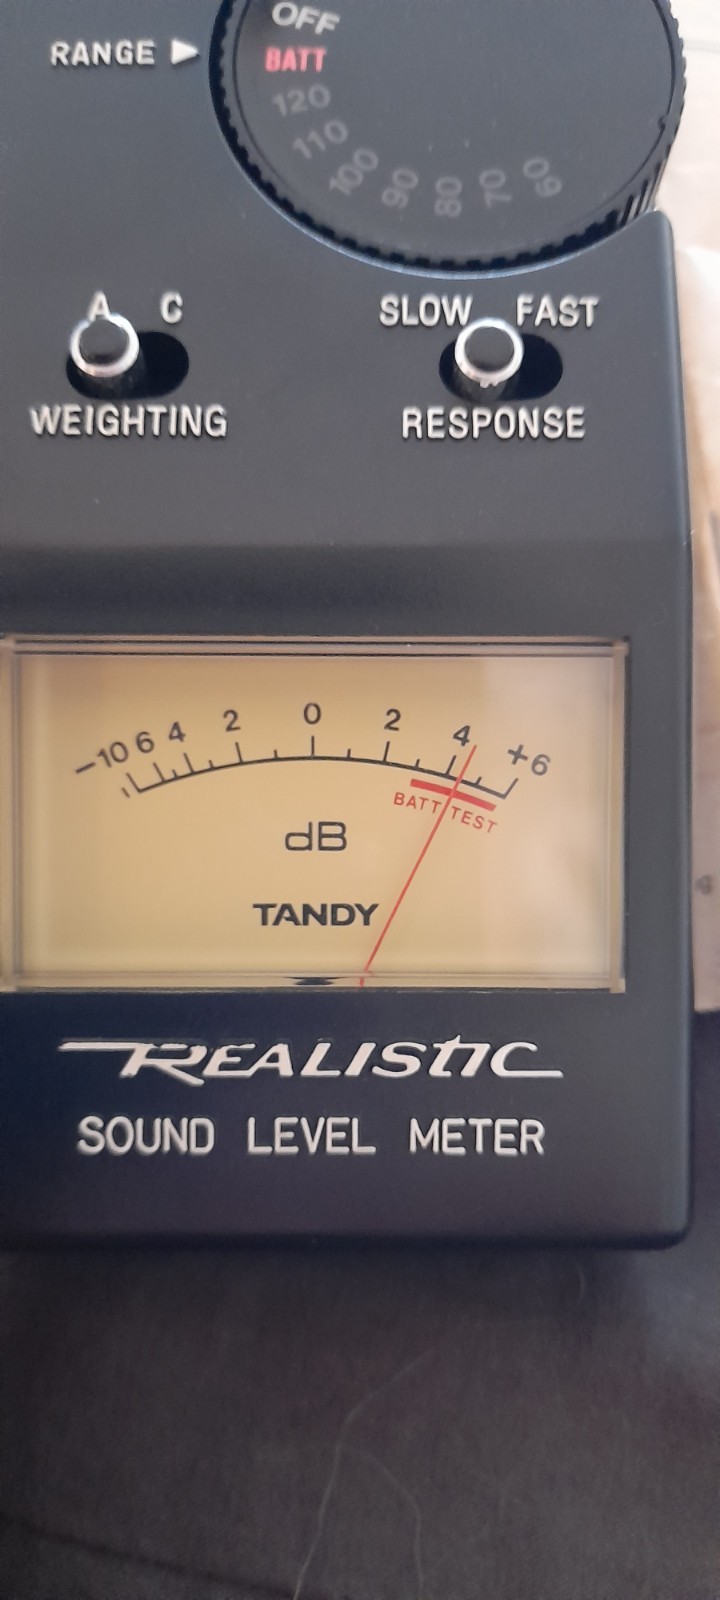 OFF
RANGE ▶ BATT
120
110
100
90
80
70
60
A C
WEIGHTING
SLOW FAST
RESPONSE
−10 6 4 2 0 2 4 +6
BATT TEST
dB
TANDY
REALISTIC
SOUND LEVEL METER